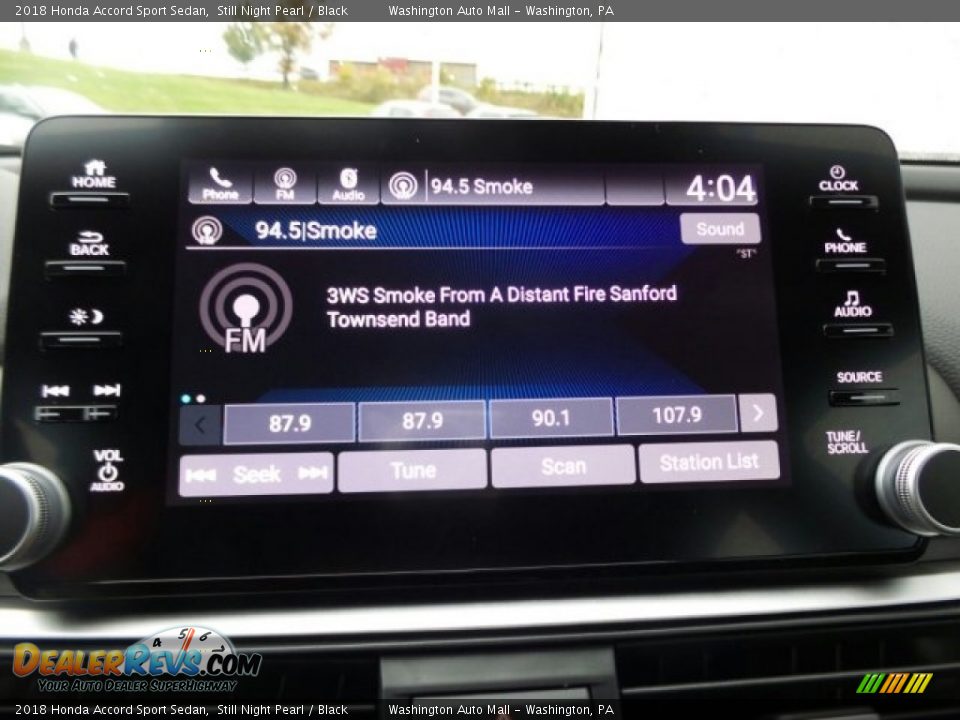 2018 Honda Accord Sport Sedan, Still Night Pearl / Black Washington Auto Mall - Washington, PA
HOME
Phone FM Audio 94.5 Smoke 4:04
CLOCK
94.5|Smoke Sound
BACK
PHONE
"ST"
3WS Smoke From A Distant Fire Sanford
Townsend Band
FM
AUDIO
SOURCE
87.9 87.9 90.1 107.9
VOL
AUDIO
Seek Tune Scan Station List
TUNE/
SCROLL
4 5 6
DEALERREVS.COM
YOUR AUTO DEALER SUPERHIGHWAY
2018 Honda Accord Sport Sedan, Still Night Pearl / Black Washington Auto Mall - Washington, PA